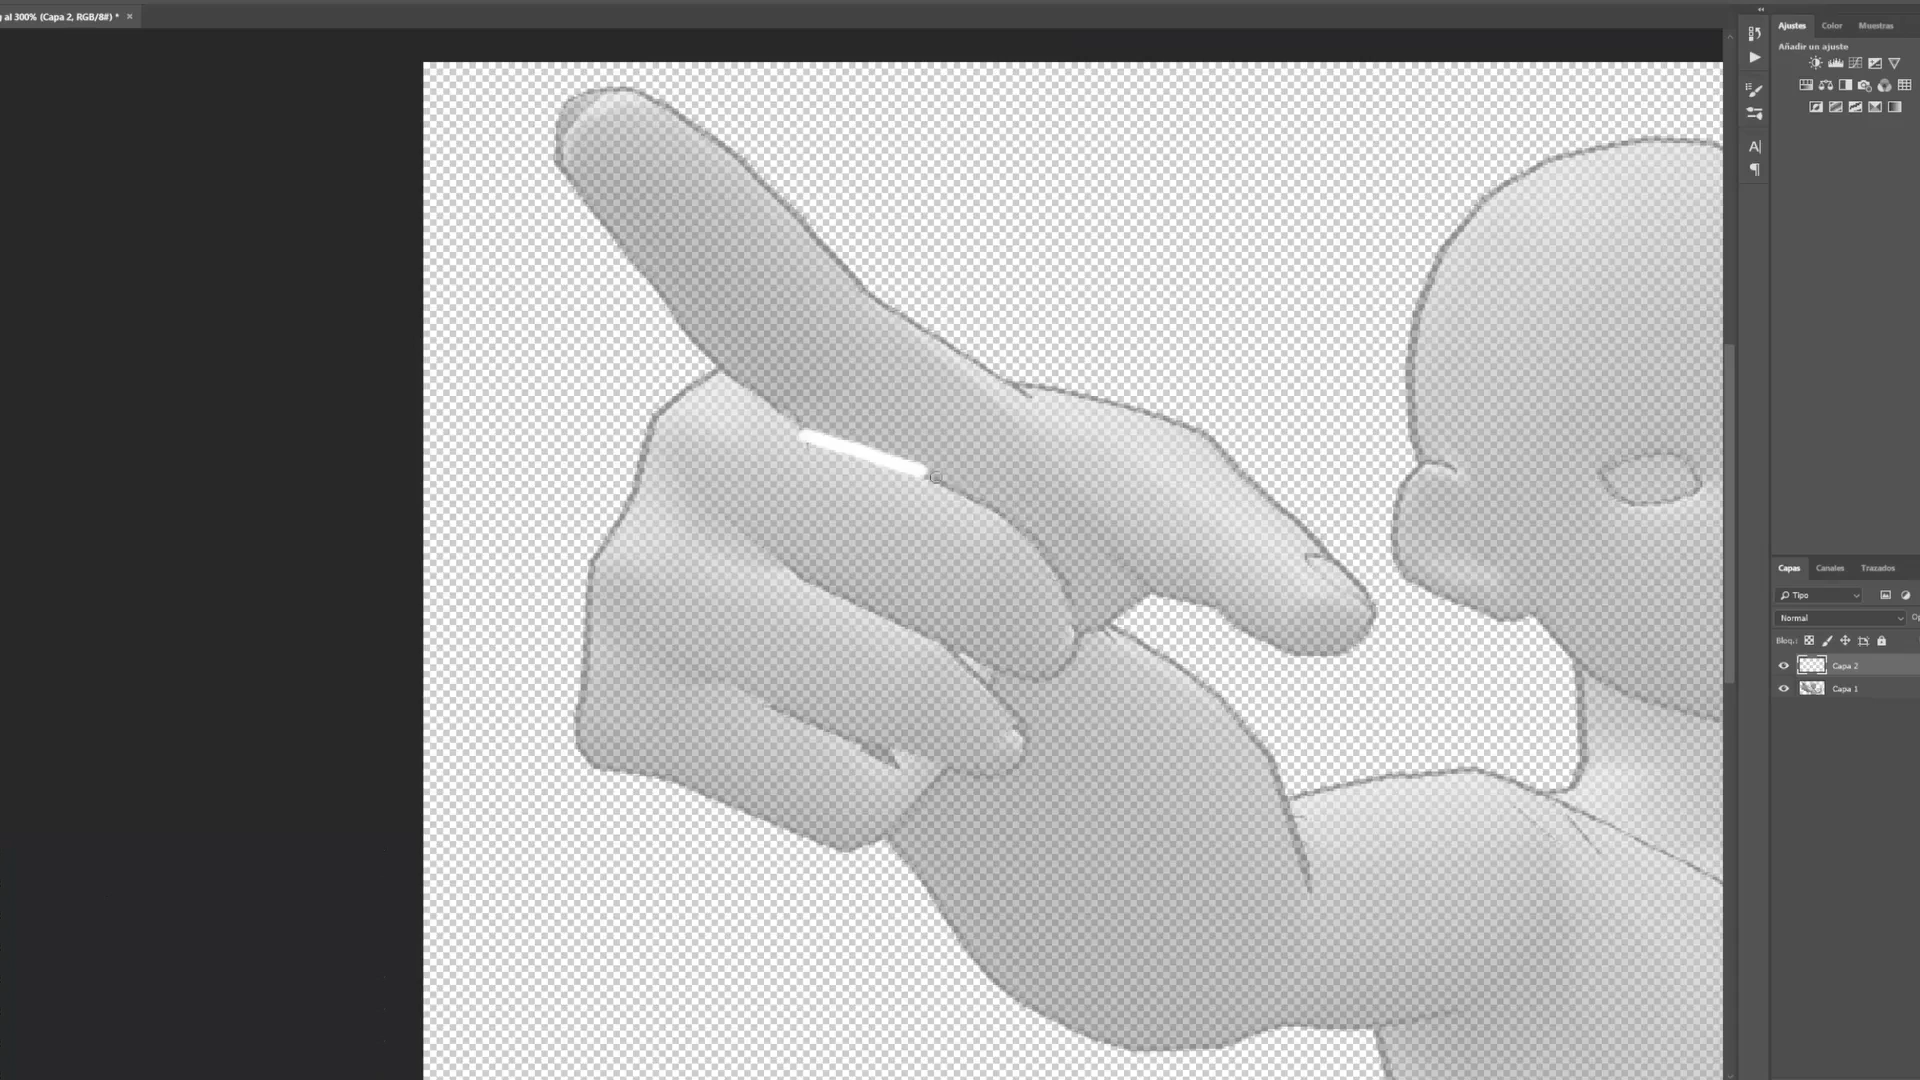 g al 300% (Capa 2, RGB/8#) *
Ajustes Color Muestras
Añadir un ajuste
Capas Canales Trazados
Tipo
Normal Op
Bloq.:
Capa 2
Capa 1